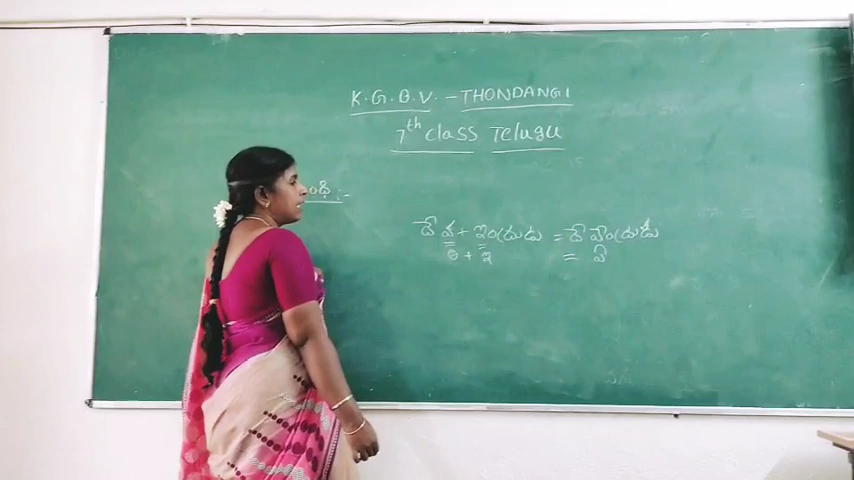 K.G.B.V. - THONDANGI
7th class Telugu
ంధి :-
దేవ + ఇంద్రుడు = దేవేంద్రుడు
అ + ఇ = ఏ